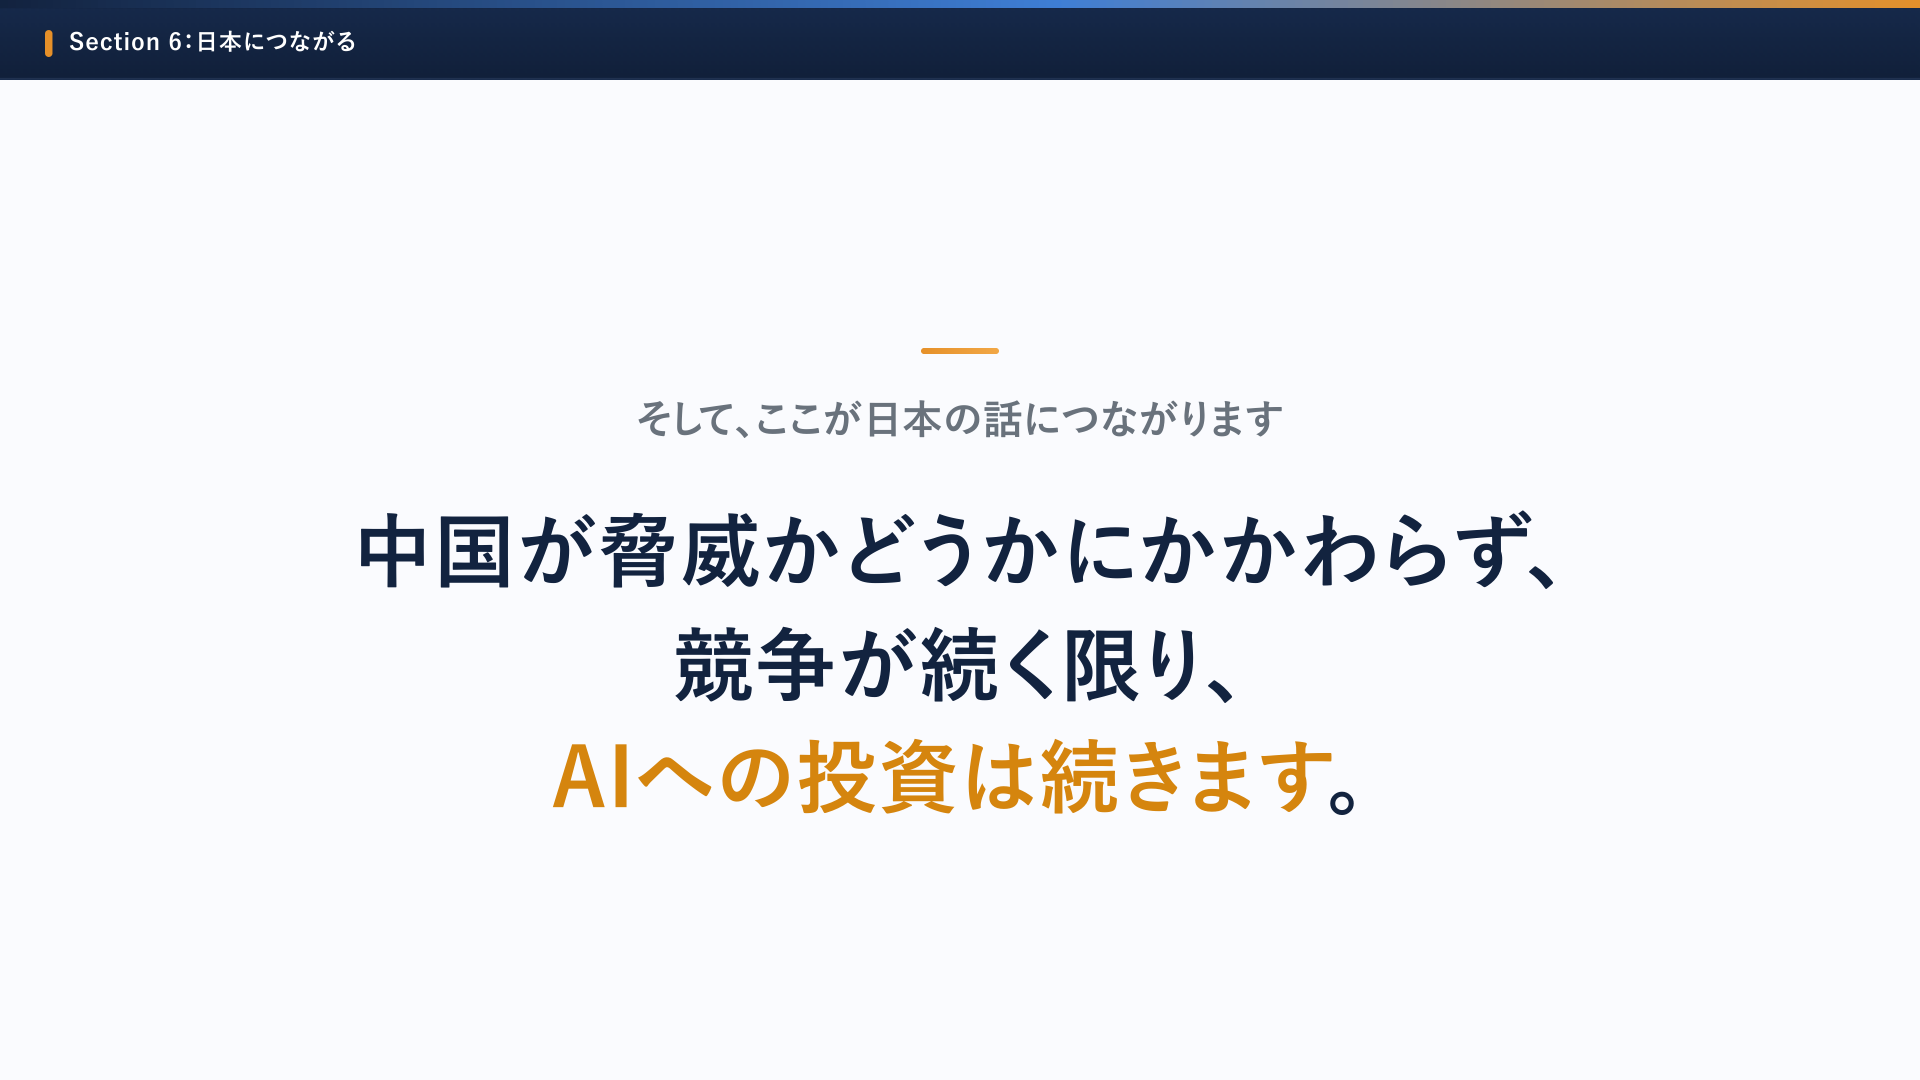 Section 6：日本につながる
そして、ここが日本の話につながります
中国が脅威かどうかにかかわらず、
競争が続く限り、
AIへの投資は続きます。